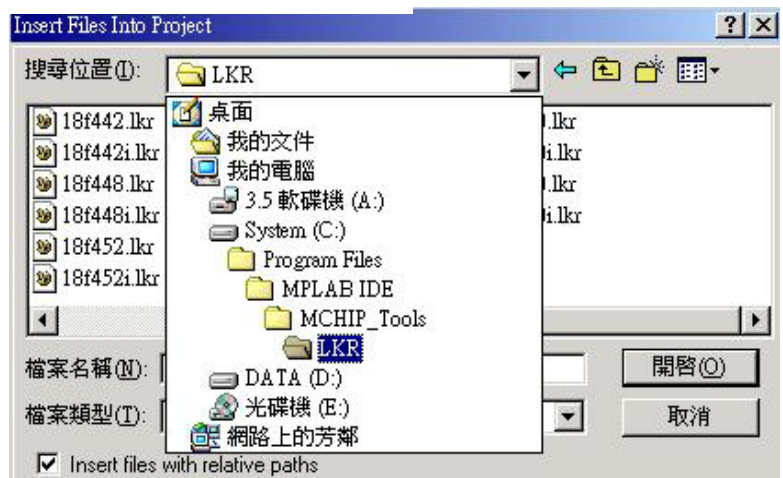 Insert Files Into Project
搜尋位置(I): LKR
18f442.lkr
18f442i.lkr
18f448.lkr
18f448i.lkr
18f452.lkr
18f452i.lkr
桌面
我的文件
我的電腦
3.5 軟碟機 (A:)
System (C:)
Program Files
MPLAB IDE
MCHIP_Tools
LKR
DATA (D:)
光碟機 (E:)
網路上的芳鄰
.lkr
i.lkr
.lkr
i.lkr
檔案名稱(N): 開啓(O)
檔案類型(T): 取消
Insert files with relative paths